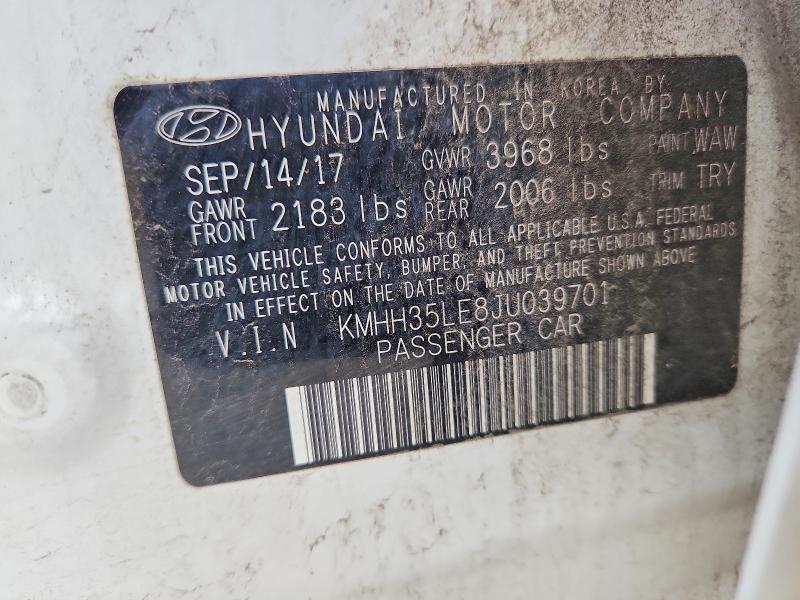 MANUFACTURED IN KOREA BY
HYUNDAI MOTOR COMPANY
SEP/14/17 GVWR 3968 lbs PAINT WAW
GAWR FRONT 2183 lbs GAWR REAR 2006 lbs TRIM TRY
THIS VEHICLE CONFORMS TO ALL APPLICABLE U.S.A. FEDERAL
MOTOR VEHICLE SAFETY, BUMPER, AND THEFT PREVENTION STANDARDS
IN EFFECT ON THE DATE OF MANUFACTURE SHOWN ABOVE
V.I.N KMHH35LE8JU039701
PASSENGER CAR